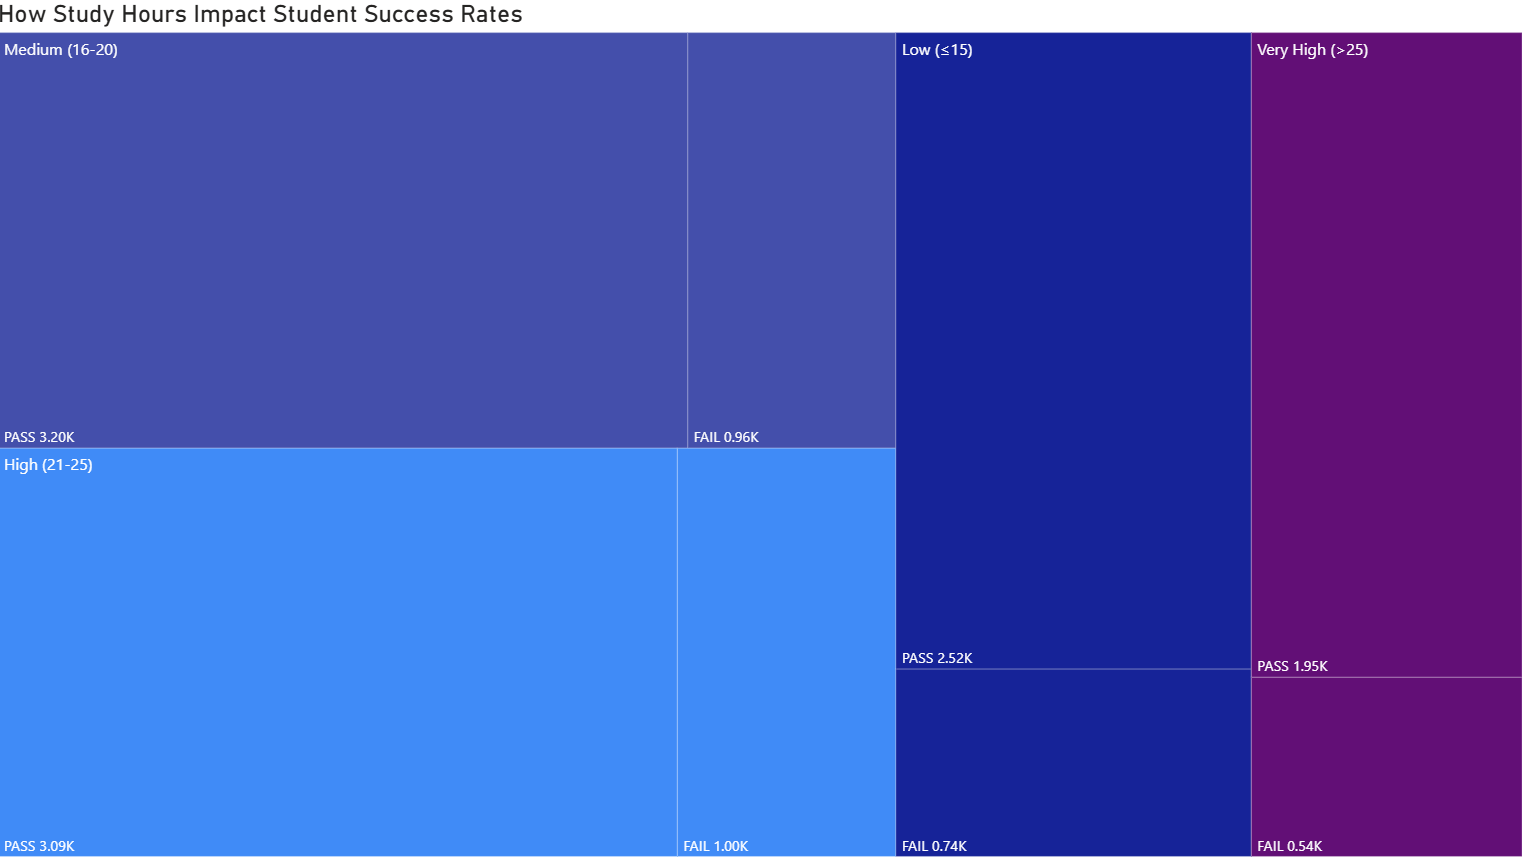 How Study Hours Impact Student Success Rates
Medium (16-20)
PASS 3.20K
FAIL 0.96K
High (21-25)
PASS 3.09K
FAIL 1.00K
Low (≤15)
PASS 2.52K
FAIL 0.74K
Very High (>25)
PASS 1.95K
FAIL 0.54K